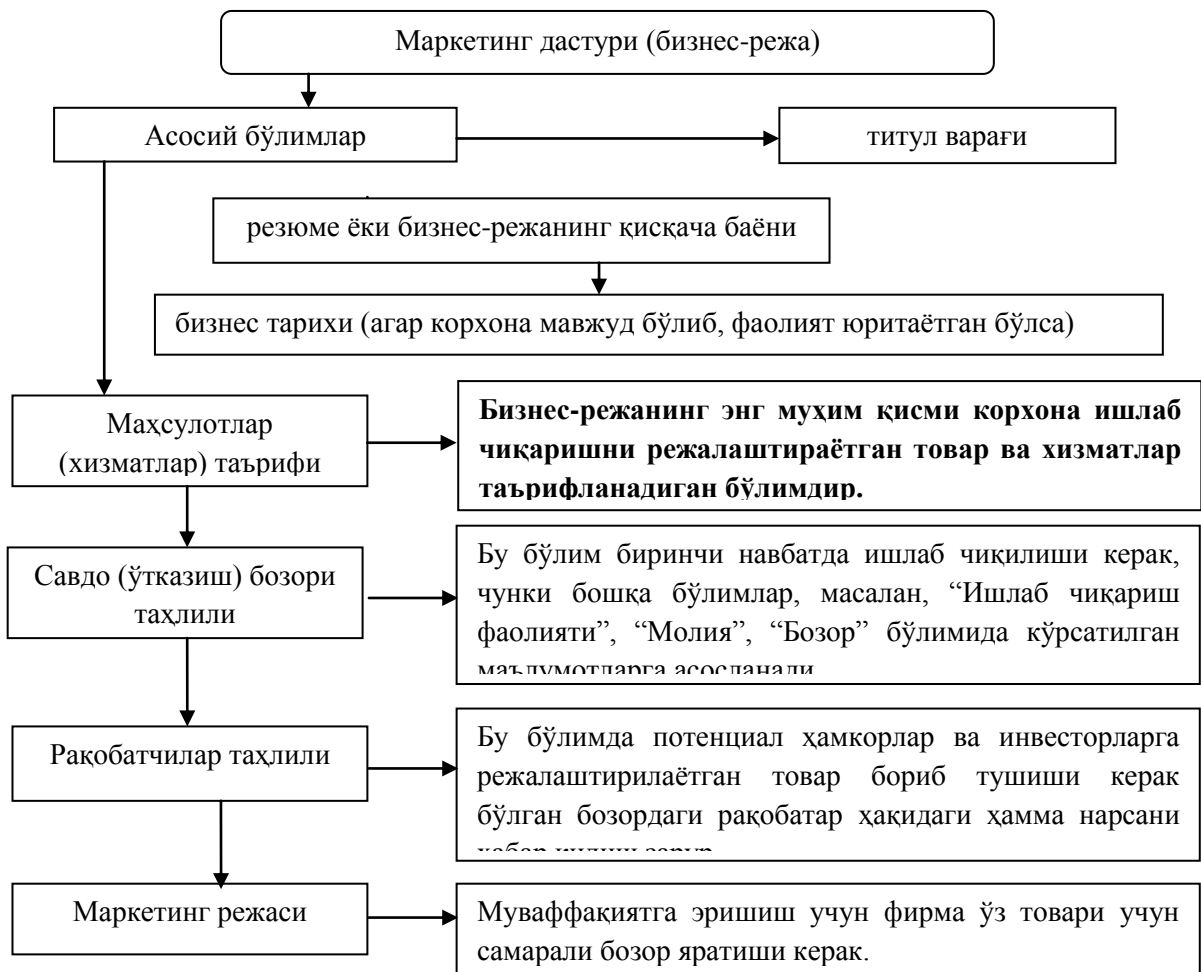 Маркетинг дастури (бизнес-режа)
Асосий бўлимлар
титул варағи
резюме ёки бизнес-режанинг қисқача баёни
бизнес тарихи (агар корхона мавжуд бўлиб, фаолият юритаётган бўлса)
Маҳсулотлар
(хизматлар) таърифи
Бизнес-режанинг энг муҳим қисми корхона ишлаб
чиқаришни режалаштираётган товар ва хизматлар
таърифланадиган бўлимдир.
Савдо (ўтказиш) бозори
таҳлили
Бу бўлим биринчи навбатда ишлаб чиқилиши керак,
чунки бошқа бўлимлар, масалан, “Ишлаб чиқариш
фаолияти”, “Молия”, “Бозор” бўлимида кўрсатилган
маълумотларга асосланади
Рақобатчилар таҳлили
Бу бўлимда потенциал ҳамкорлар ва инвесторларга
режалаштирилаётган товар бориб тушиши керак
бўлган бозордаги рақобатар ҳақидаги ҳамма нарсани
Маркетинг режаси
Муваффақиятга эришиш учун фирма ўз товари учун
самарали бозор яратиши керак.